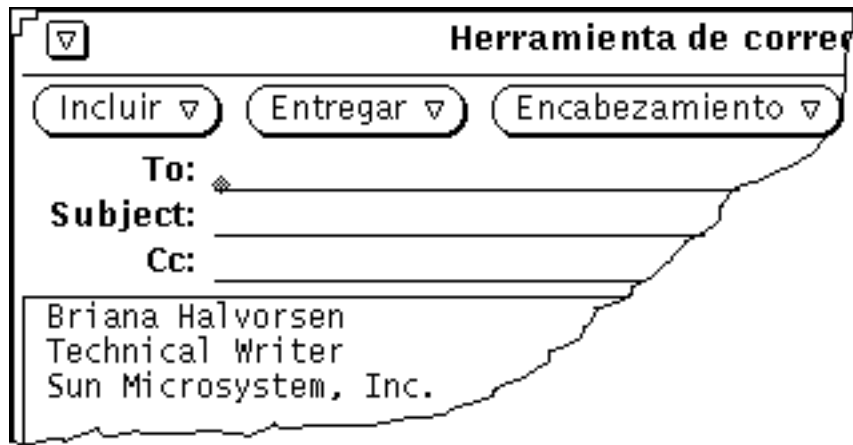 Herramienta de corre
Incluir Entregar Encabezamiento
To:
Subject:
Cc:
Briana Halvorsen
Technical Writer
Sun Microsystem, Inc.